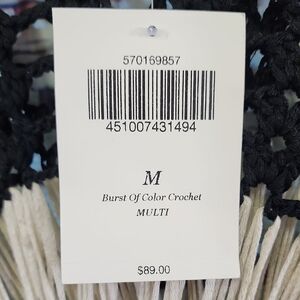 570169857
451007431494
M
Burst Of Color Crochet
MULTI
$89.00